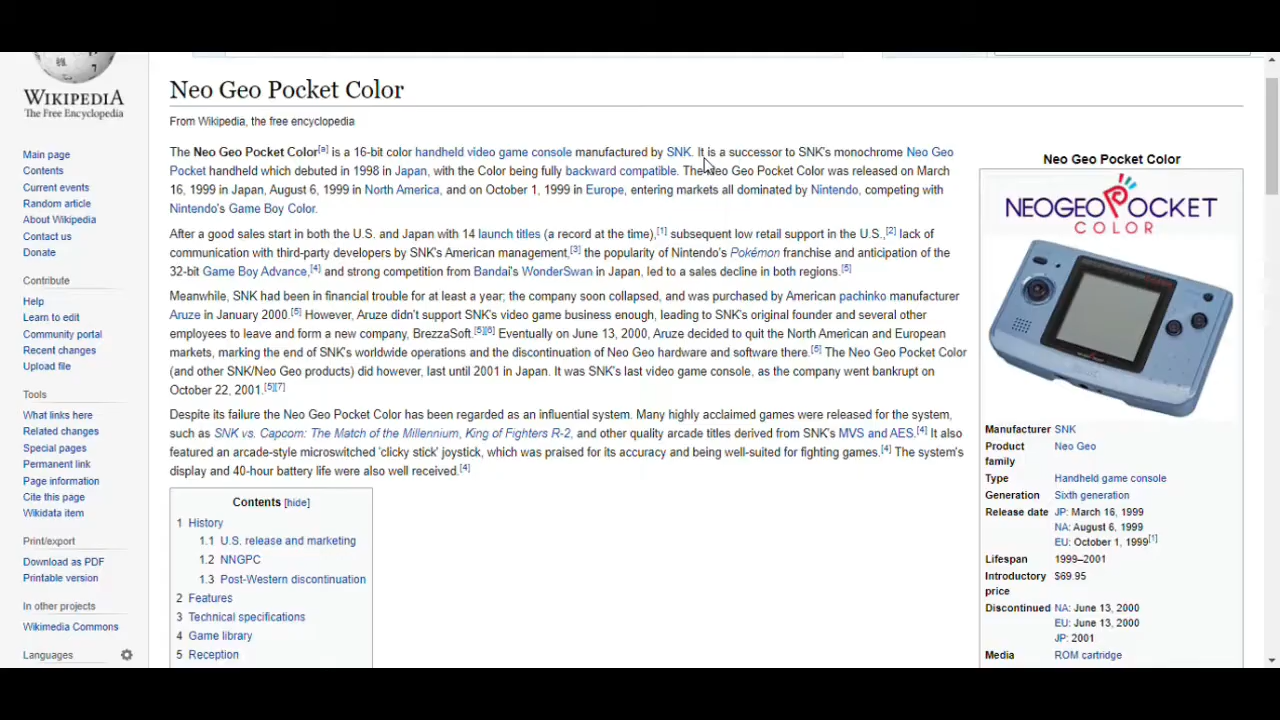 WIKIPEDIA
The Free Encyclopedia
Main page
Contents
Current events
Random article
About Wikipedia
Contact us
Donate
Contribute
Help
Learn to edit
Community portal
Recent changes
Upload file
Tools
What links here
Related changes
Special pages
Permanent link
Page information
Cite this page
Wikidata item
Print/export
Download as PDF
Printable version
In other projects
Wikimedia Commons
Languages
Neo Geo Pocket Color
From Wikipedia, the free encyclopedia
The Neo Geo Pocket Color[a] is a 16-bit color handheld video game console manufactured by SNK. It is a successor to SNK's monochrome Neo Geo
Pocket handheld which debuted in 1998 in Japan, with the Color being fully backward compatible. The Neo Geo Pocket Color was released on March
16, 1999 in Japan, August 6, 1999 in North America, and on October 1, 1999 in Europe, entering markets all dominated by Nintendo, competing with
Nintendo's Game Boy Color.
After a good sales start in both the U.S. and Japan with 14 launch titles (a record at the time),[1] subsequent low retail support in the U.S.,[2] lack of
communication with third-party developers by SNK's American management,[3] the popularity of Nintendo's Pokémon franchise and anticipation of the
32-bit Game Boy Advance,[4] and strong competition from Bandai's WonderSwan in Japan, led to a sales decline in both regions.[5]
Meanwhile, SNK had been in financial trouble for at least a year; the company soon collapsed, and was purchased by American pachinko manufacturer
Aruze in January 2000.[5] However, Aruze didn't support SNK's video game business enough, leading to SNK's original founder and several other
employees to leave and form a new company, BrezzaSoft.[5][6] Eventually on June 13, 2000, Aruze decided to quit the North American and European
markets, marking the end of SNK's worldwide operations and the discontinuation of Neo Geo hardware and software there.[5] The Neo Geo Pocket Color
(and other SNK/Neo Geo products) did however, last until 2001 in Japan. It was SNK's last video game console, as the company went bankrupt on
October 22, 2001.[5][7]
Despite its failure the Neo Geo Pocket Color has been regarded as an influential system. Many highly acclaimed games were released for the system,
such as SNK vs. Capcom: The Match of the Millennium, King of Fighters R-2, and other quality arcade titles derived from SNK's MVS and AES.[4] It also
featured an arcade-style microswitched 'clicky stick' joystick, which was praised for its accuracy and being well-suited for fighting games.[4] The system's
display and 40-hour battery life were also well received.[4]
Contents [hide]
1 History
1.1 U.S. release and marketing
1.2 NNGPC
1.3 Post-Western discontinuation
2 Features
3 Technical specifications
4 Game library
5 Reception
Neo Geo Pocket Color
NEOGEO POCKET
COLOR
Manufacturer SNK
Product family Neo Geo
Type Handheld game console
Generation Sixth generation
Release date JP: March 16, 1999
NA: August 6, 1999
EU: October 1, 1999[1]
Lifespan 1999–2001
Introductory price $69.95
Discontinued NA: June 13, 2000
EU: June 13, 2000
JP: 2001
Media ROM cartridge